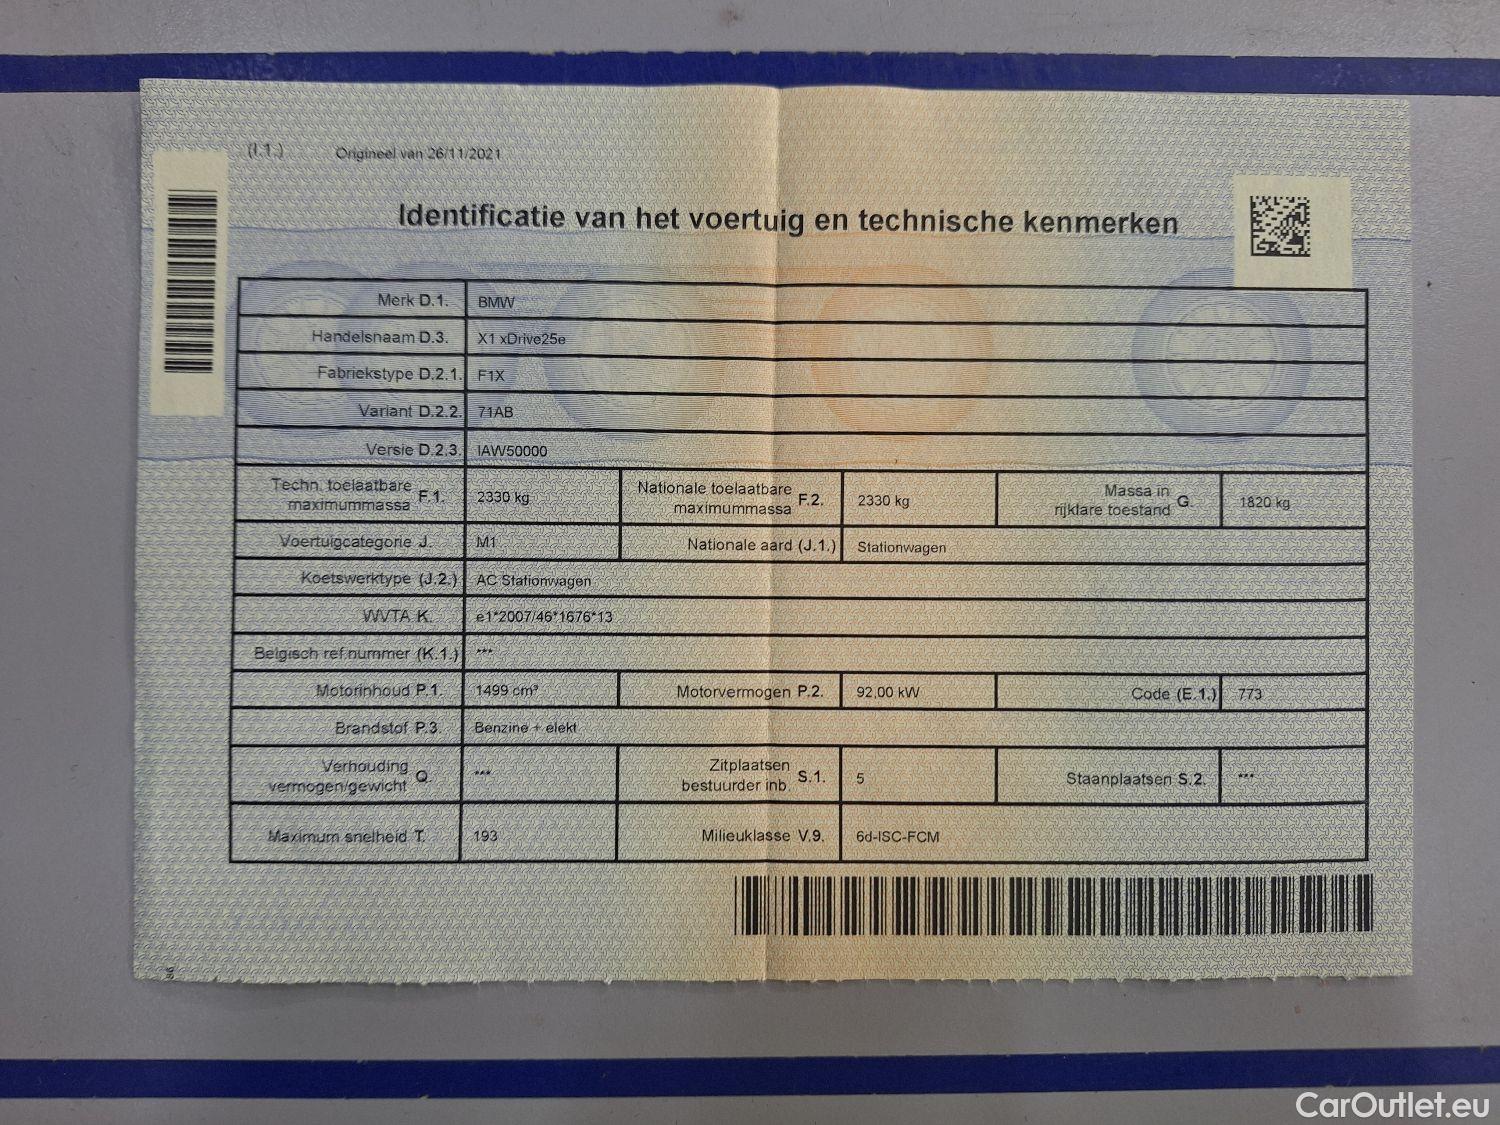 (I.1.) Origineel van 26/11/2021
Identificatie van het voertuig en technische kenmerken
Merk D.1. BMW
Handelsnaam D.3. X1 xDrive25e
Fabriekstype D.2.1. F1X
Variant D.2.2. 71AB
Versie D.2.3. IAW50000
Techn. toelaatbare maximummassa F.1. 2330 kg Nationale toelaatbare maximummassa F.2. 2330 kg Massa in rijklare toestand G. 1820 kg
Voertuigcategorie J. M1 Nationale aard (J.1.) Stationwagen
Koetswerktype (J.2.) AC Stationwagen
WVTA K. e1*2007/46*1676*13
Belgisch ref.nummer (K.1.) ***
Motorinhoud P.1. 1499 cm³ Motorvermogen P.2. 92,00 kW Code (E.1.) 773
Brandstof P.3. Benzine + elekt
Verhouding vermogen/gewicht Q. *** Zitplaatsen bestuurder inb. S.1. 5 Staanplaatsen S.2. ***
Maximum snelheid T. 193 Milieuklasse V.9. 6d-ISC-FCM
CarOutlet.eu